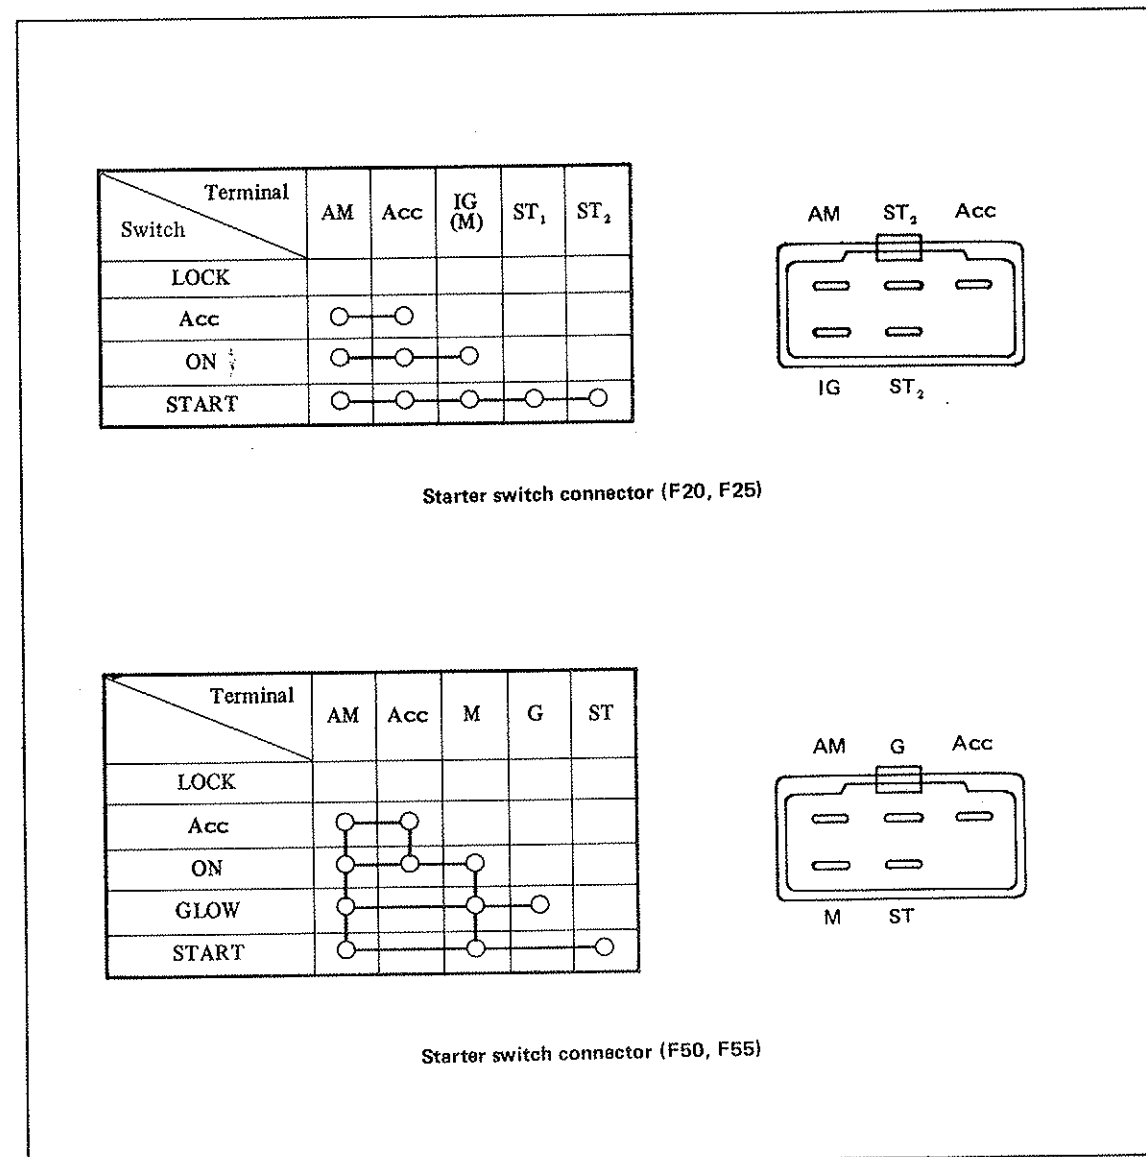 Terminal
Switch
AM Acc IG (M) ST₁ ST₂
LOCK
Acc
ON
START
AM ST₂ Acc
IG ST₂
Starter switch connector (F20, F25)
Terminal
AM Acc M G ST
LOCK
Acc
ON
GLOW
START
AM G Acc
M ST
Starter switch connector (F50, F55)